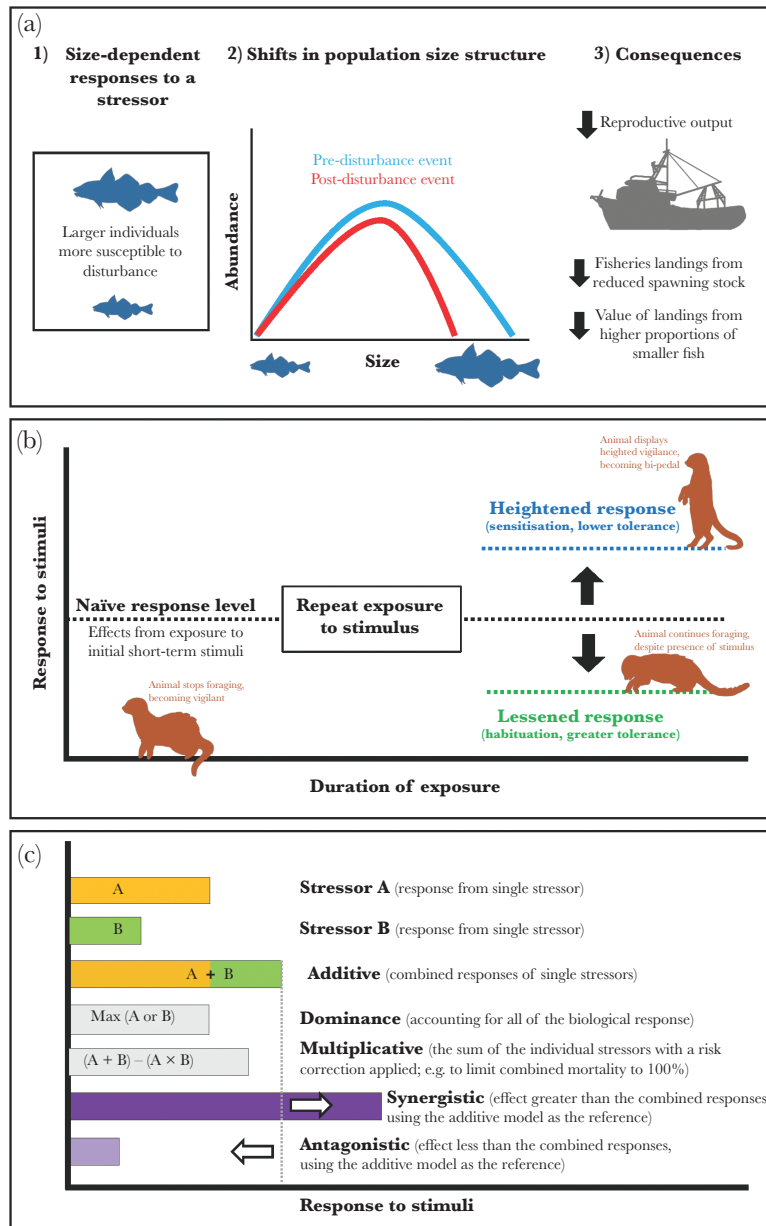 (a)
1) Size-dependent
responses to a
stressor
Larger individuals
more susceptible to
disturbance
2) Shifts in population size structure
Pre-disturbance event
Post-disturbance event
Abundance
Size
3) Consequences
Reproductive output
Fisheries landings from
reduced spawning stock
Value of landings from
higher proportions of
smaller fish
(b)
Response to stimuli
Naïve response level
Effects from exposure to
initial short-term stimuli
Animal stops foraging,
becoming vigilant
Repeat exposure
to stimulus
Animal displays
heighted vigilance,
becoming bi-pedal
Heightened response
(sensitisation, lower tolerance)
Animal continues foraging,
despite presence of stimulus
Lessened response
(habituation, greater tolerance)
Duration of exposure
(c)
A
Stressor A (response from single stressor)
B
Stressor B (response from single stressor)
A + B
Additive (combined responses of single stressors)
Max (A or B)
Dominance (accounting for all of the biological response)
(A + B) – (A × B)
Multiplicative (the sum of the individual stressors with a risk
correction applied; e.g. to limit combined mortality to 100%)
Synergistic (effect greater than the combined responses
using the additive model as the reference)
Antagonistic (effect less than the combined responses,
using the additive model as the reference)
Response to stimuli